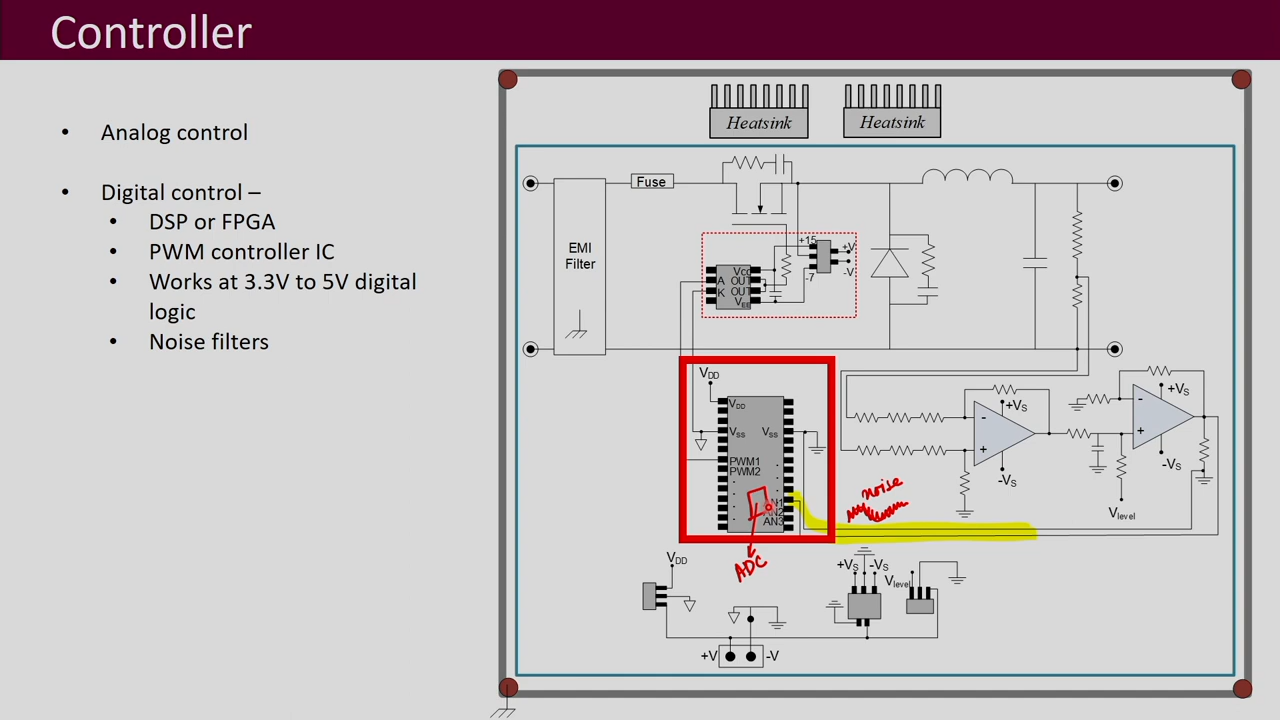 Controller
• Analog control
• Digital control –
• DSP or FPGA
• PWM controller IC
• Works at 3.3V to 5V digital
logic
• Noise filters
Heatsink
Heatsink
Fuse
EMI
Filter
+15
+V
-V
-7
Vcc
A OUT
K OUT
VEE
VDD
VDD
VSS
VSS
PWM1
PWM2
AN1
AN2
AN3
ADC
noise
-
+
+VS
-VS
-
+
+VS
-VS
Vlevel
VDD
+VS
-VS
Vlevel
+V
-V